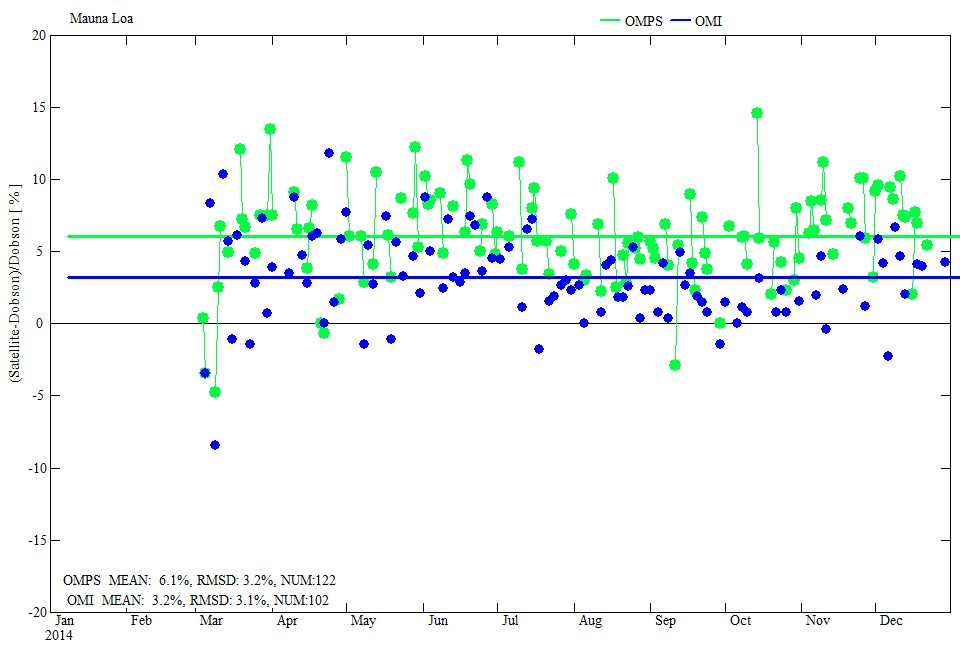 Mauna Loa
OMPS OMI
20
15
10
5
0
-5
-10
-15
-20
(Satellite-Dobson)/Dobson [ % ]
OMPS MEAN: 6.1%, RMSD: 3.2%, NUM:122
OMI MEAN: 3.2%, RMSD: 3.1%, NUM:102
Jan Feb Mar Apr May Jun Jul Aug Sep Oct Nov Dec
2014